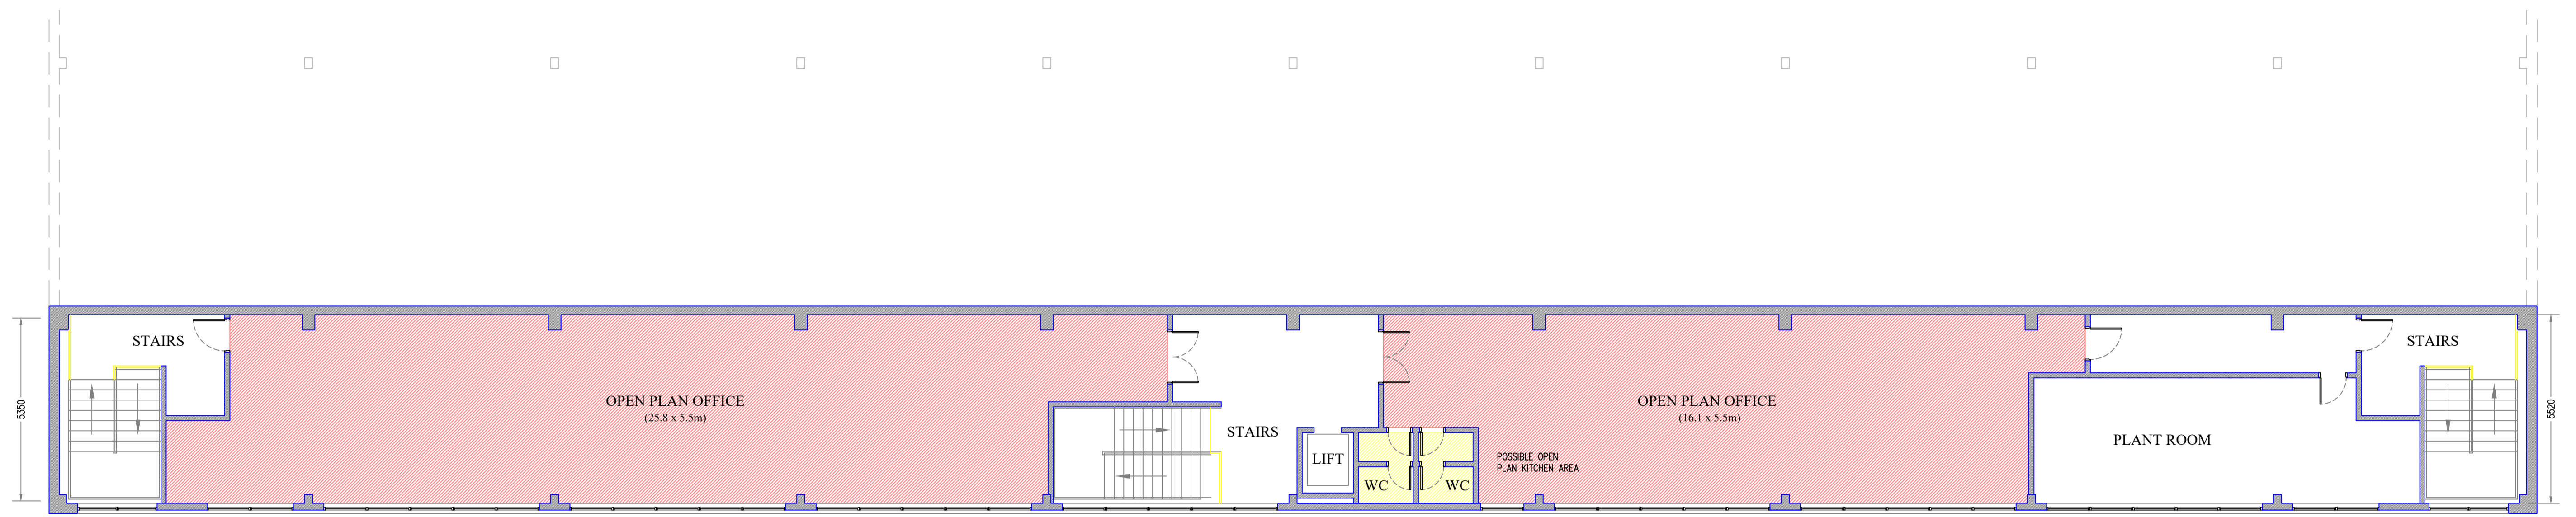 STAIRS
STAIRS
5350
OPEN PLAN OFFICE
(25.8 x 5.5m)
OPEN PLAN OFFICE
(16.1 x 5.5m)
5520
STAIRS
PLANT ROOM
LIFT
POSSIBLE OPEN
PLAN KITCHEN AREA
WC
WC